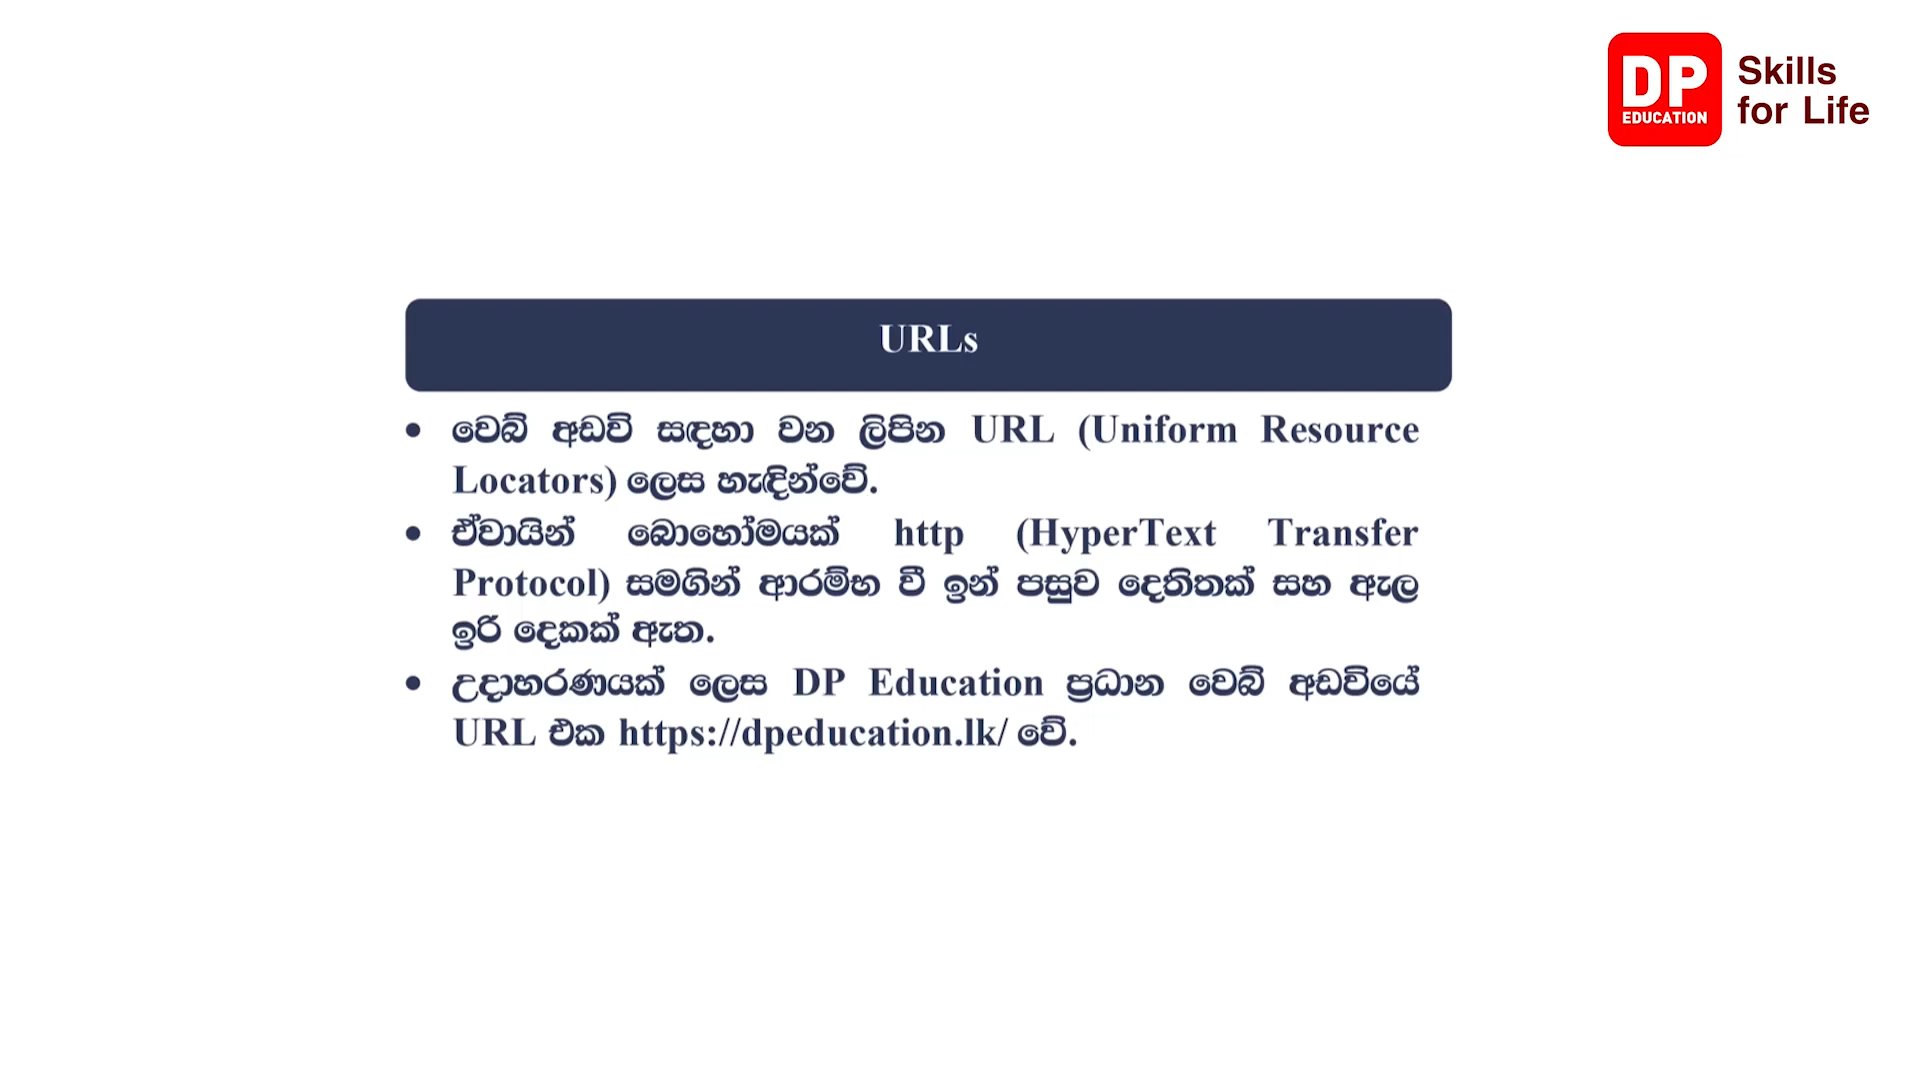 DP
EDUCATION
Skills
for Life
URLs
• වෙබ් අඩවි සඳහා වන ලිපින URL (Uniform Resource
Locators) ලෙස හැඳින්වේ.
• ඒවායින් බොහෝමයක් http (HyperText Transfer
Protocol) සමගින් ආරම්භ වී ඉන් පසුව දෙතිතක් සහ ඇල
ඉරි දෙකක් ඇත.
• උදාහරණයක් ලෙස DP Education ප්‍රධාන වෙබ් අඩවියේ
URL එක https://dpeducation.lk/ වේ.